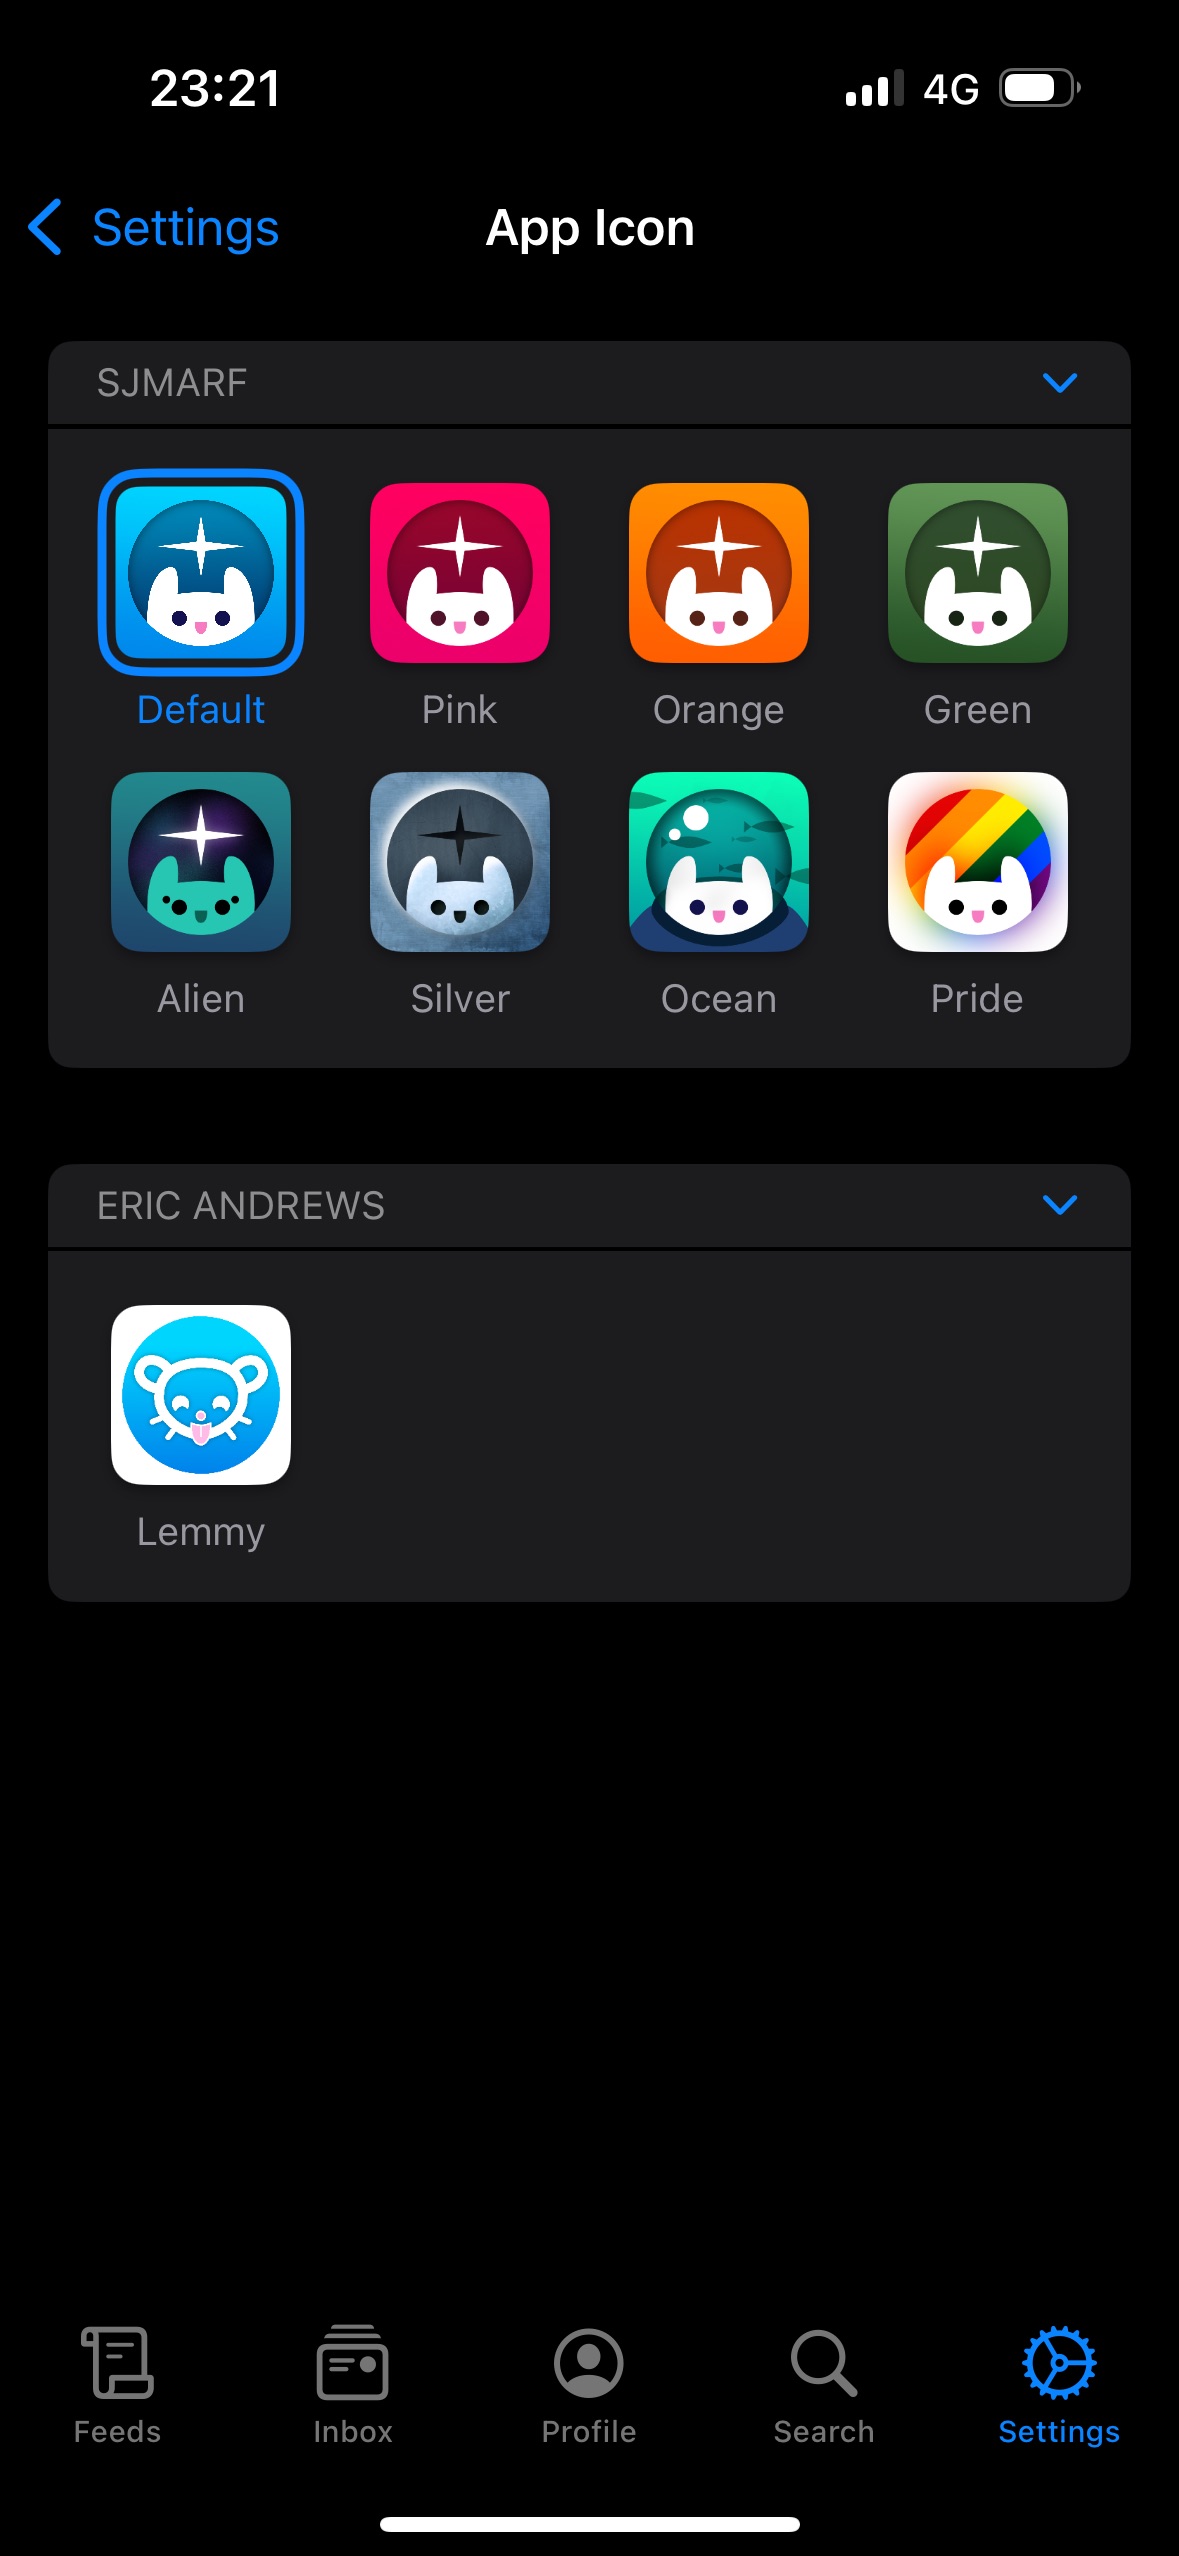 23:21 4G
Settings App Icon
SJMARF
Default Pink Orange Green
Alien Silver Ocean Pride
ERIC ANDREWS
Lemmy
Feeds Inbox Profile Search Settings